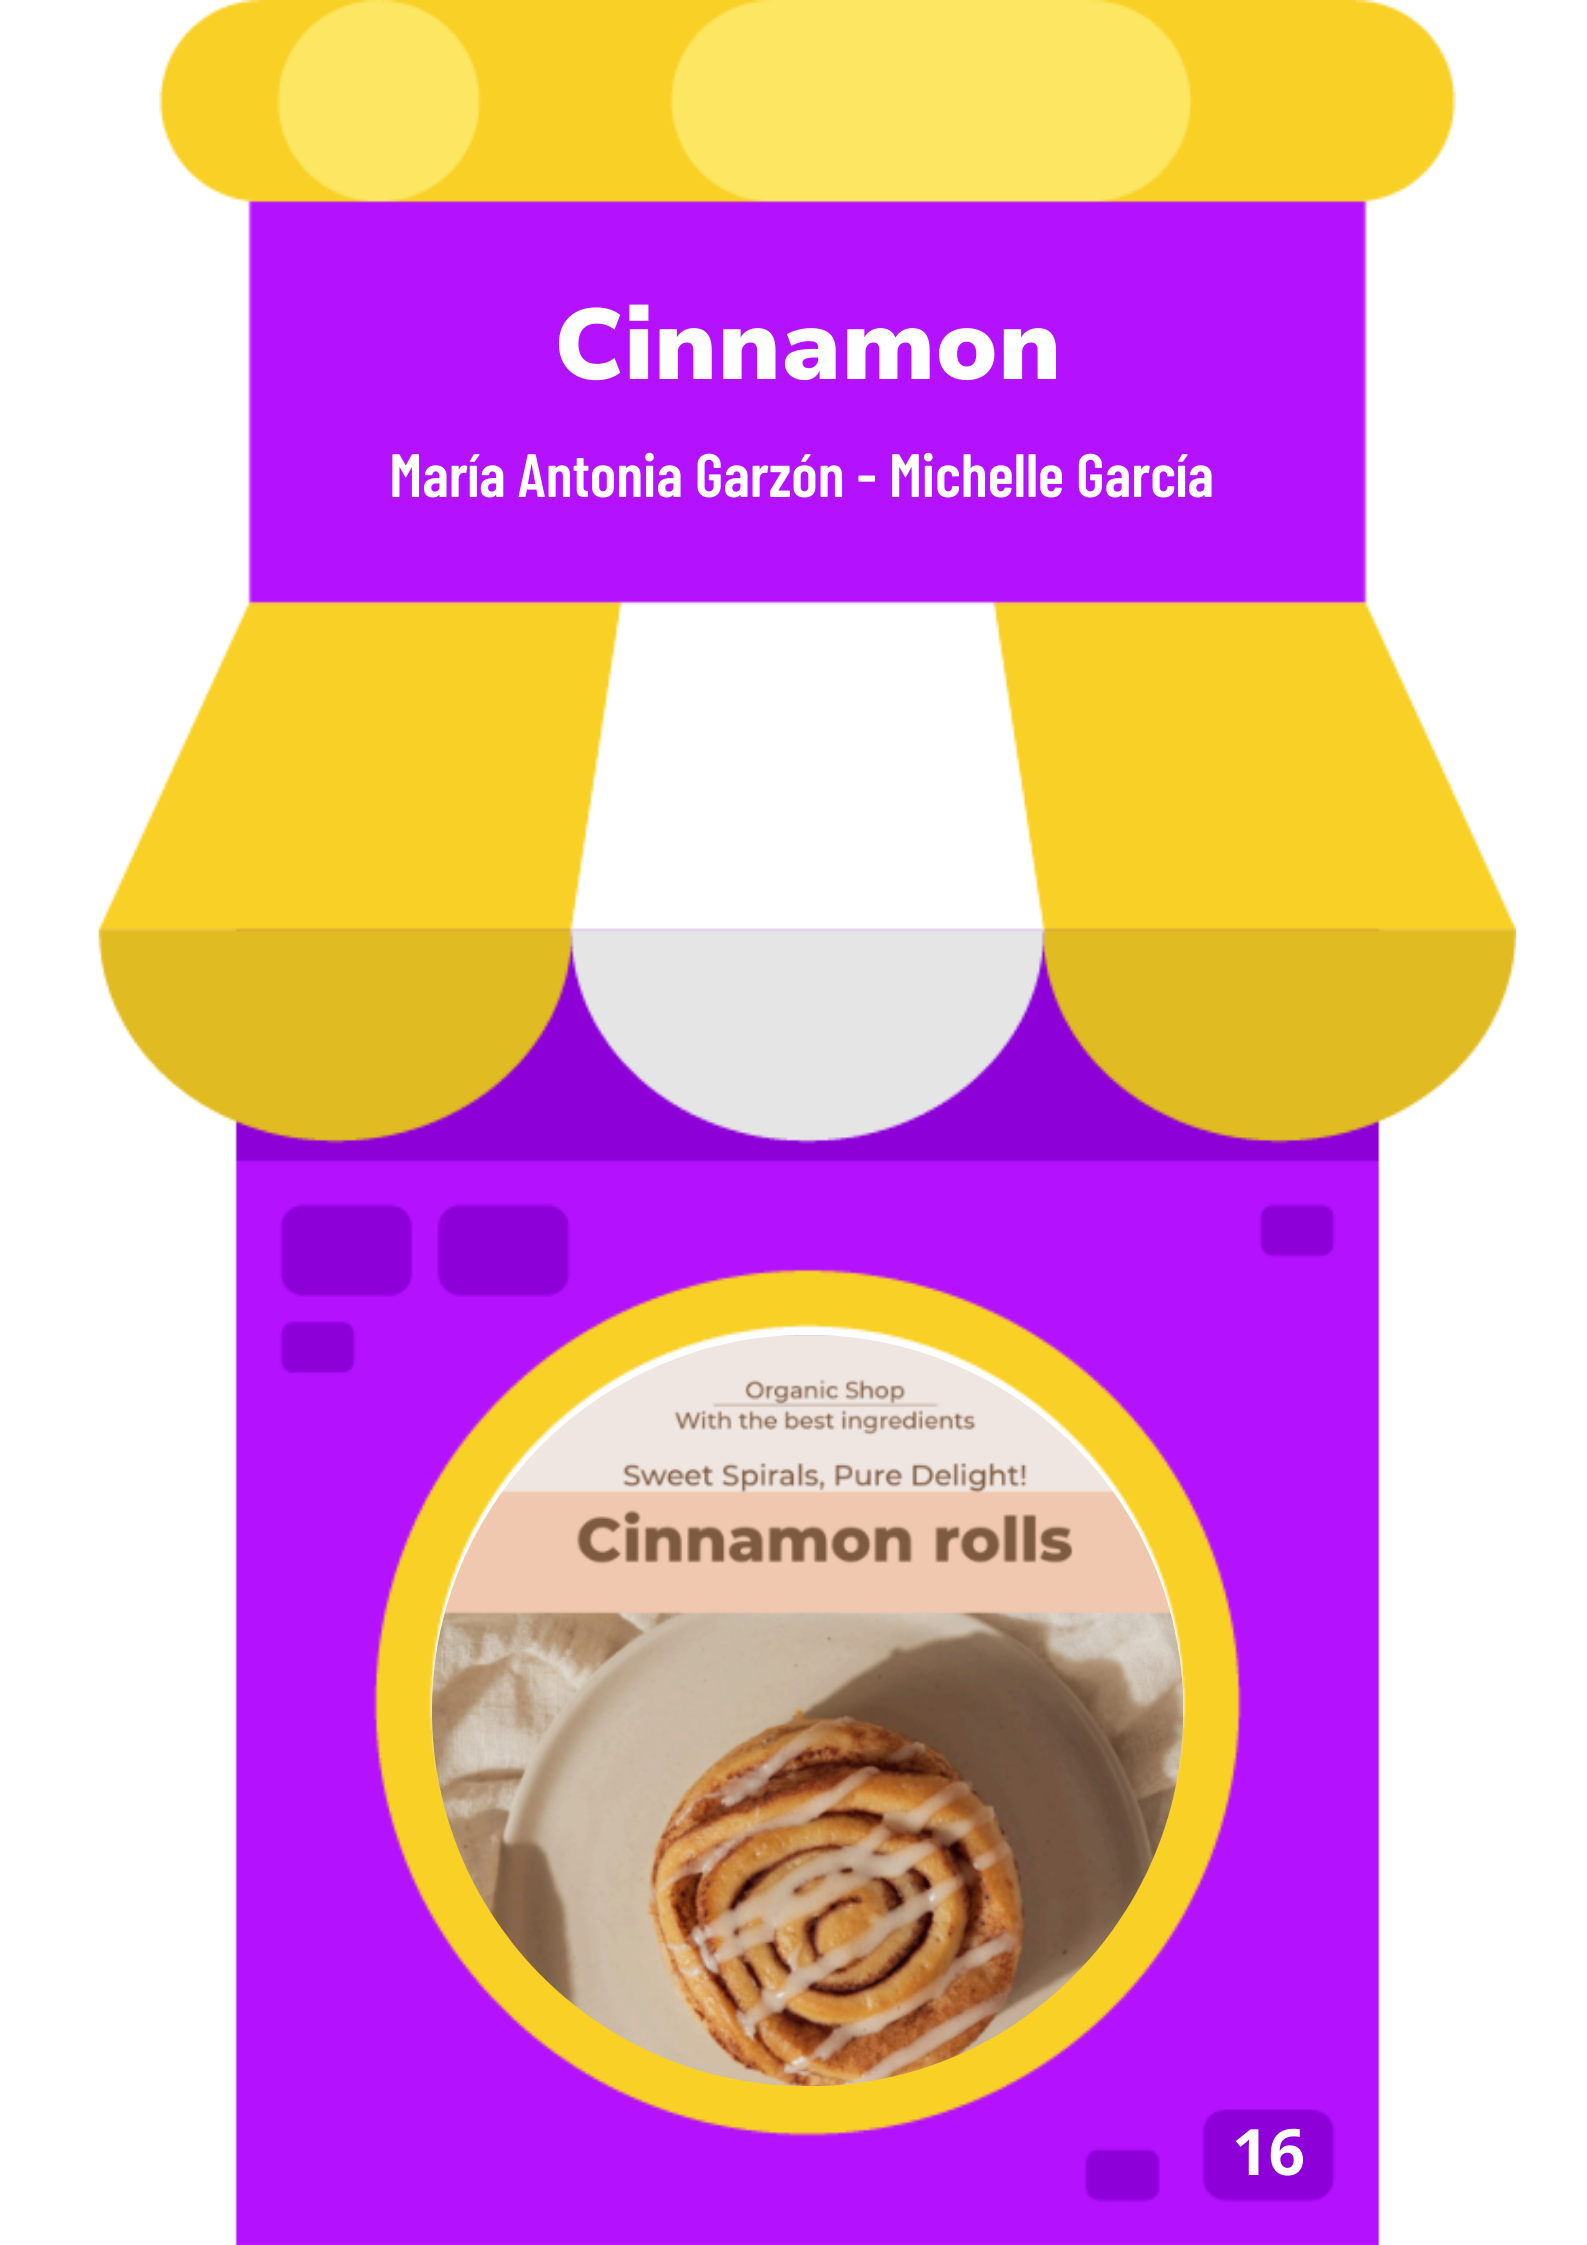 Cinnamon
María Antonia Garzón - Michelle García
Organic Shop
With the best ingredients
Sweet Spirals, Pure Delight!
Cinnamon rolls
16